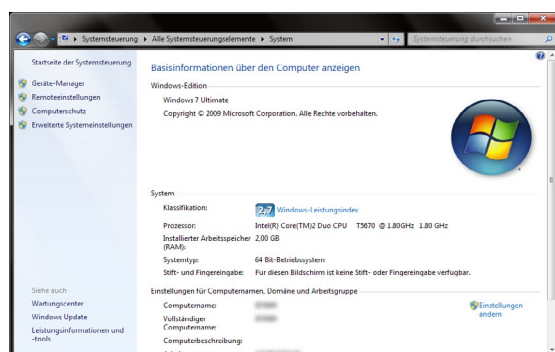 Systemsteuerung ▸ Alle Systemsteuerungselemente ▸ System
Systemsteuerung durchsuchen
Startseite der Systemsteuerung
Geräte-Manager
Remoteeinstellungen
Computerschutz
Erweiterte Systemeinstellungen
Basisinformationen über den Computer anzeigen
Windows-Edition
Windows 7 Ultimate
Copyright © 2009 Microsoft Corporation. Alle Rechte vorbehalten.
System
Klassifikation: 2,7 Windows-Leistungsindex
Prozessor: Intel(R) Core(TM)2 Duo CPU T5670 @ 1.80GHz 1.80 GHz
Installierter Arbeitsspeicher 2,00 GB
(RAM):
Systemtyp: 64 Bit-Betriebssystem
Stift- und Fingereingabe: Für diesen Bildschirm ist keine Stift- oder Fingereingabe verfügbar.
Einstellungen für Computernamen, Domäne und Arbeitsgruppe
Computername:
Einstellungen
ändern
Vollständiger
Computername:
Computerbeschreibung:
Siehe auch
Wartungscenter
Windows Update
Leistungsinformationen und
-tools